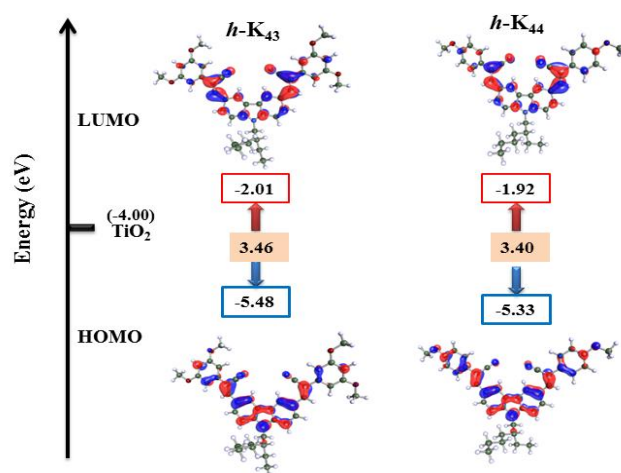 h-K₄₃
h-K₄₄
LUMO
-2.01
-1.92
(-4.00)
TiO₂
3.46
3.40
-5.48
-5.33
HOMO
Energy (eV)